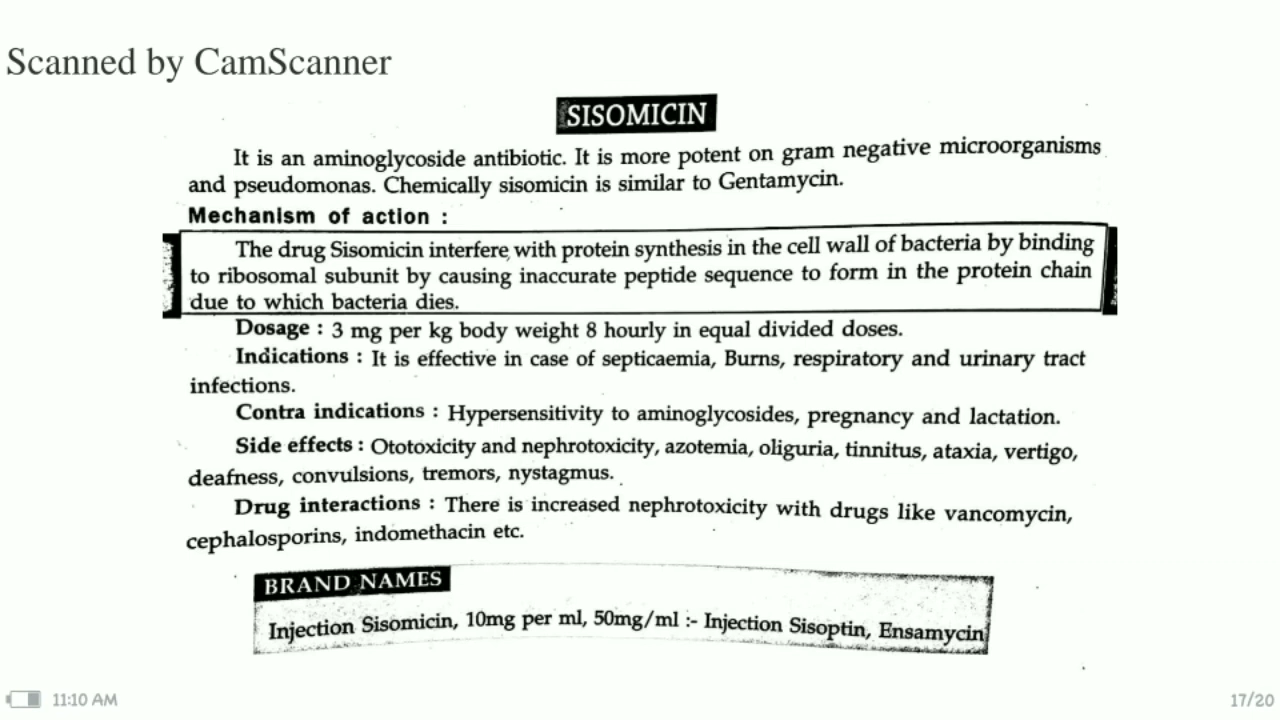 Scanned by CamScanner
SISOMICIN
It is an aminoglycoside antibiotic. It is more potent on gram negative microorganisms
and pseudomonas. Chemically sisomicin is similar to Gentamycin.
Mechanism of action :
The drug Sisomicin interfere with protein synthesis in the cell wall of bacteria by binding
to ribosomal subunit by causing inaccurate peptide sequence to form in the protein chain
due to which bacteria dies.
Dosage : 3 mg per kg body weight 8 hourly in equal divided doses.
Indications : It is effective in case of septicaemia, Burns, respiratory and urinary tract
infections.
Contra indications : Hypersensitivity to aminoglycosides, pregnancy and lactation.
Side effects : Ototoxicity and nephrotoxicity, azotemia, oliguria, tinnitus, ataxia, vertigo,
deafness, convulsions, tremors, nystagmus.
Drug interactions : There is increased nephrotoxicity with drugs like vancomycin,
cephalosporins, indomethacin etc.
BRAND NAMES
Injection Sisomicin, 10mg per ml, 50mg/ml :- Injection Sisoptin, Ensamycin
11:10 AM
17/20